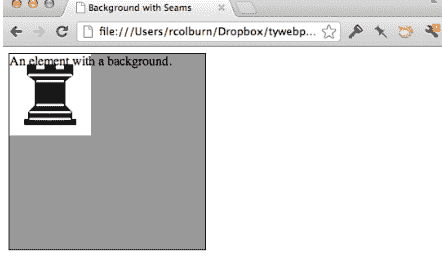 Background with Seams
file:///Users/rcolburn/Dropbox/tywebp...
An element with a background.